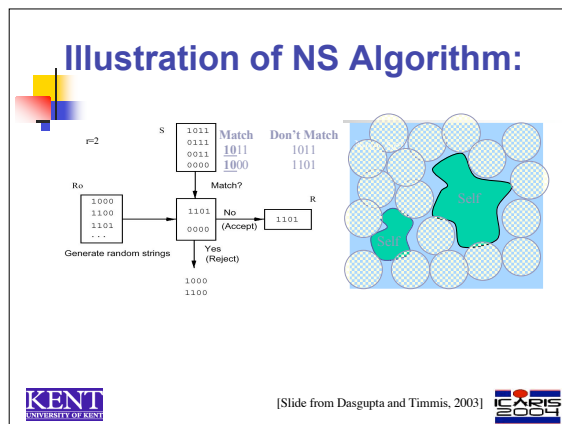 Illustration of NS Algorithm:
r=2
S
1011
0111
0011
0000
Match Don't Match
1011 1011
1000 1101
Match?
Ro
1000
1100
1101
...
Generate random strings
1101
0000
No
(Accept)
R
1101
Yes
(Reject)
1000
1100
Self
Self
KENT
UNIVERSITY OF KENT
[Slide from Dasgupta and Timmis, 2003]
ICARIS
2004